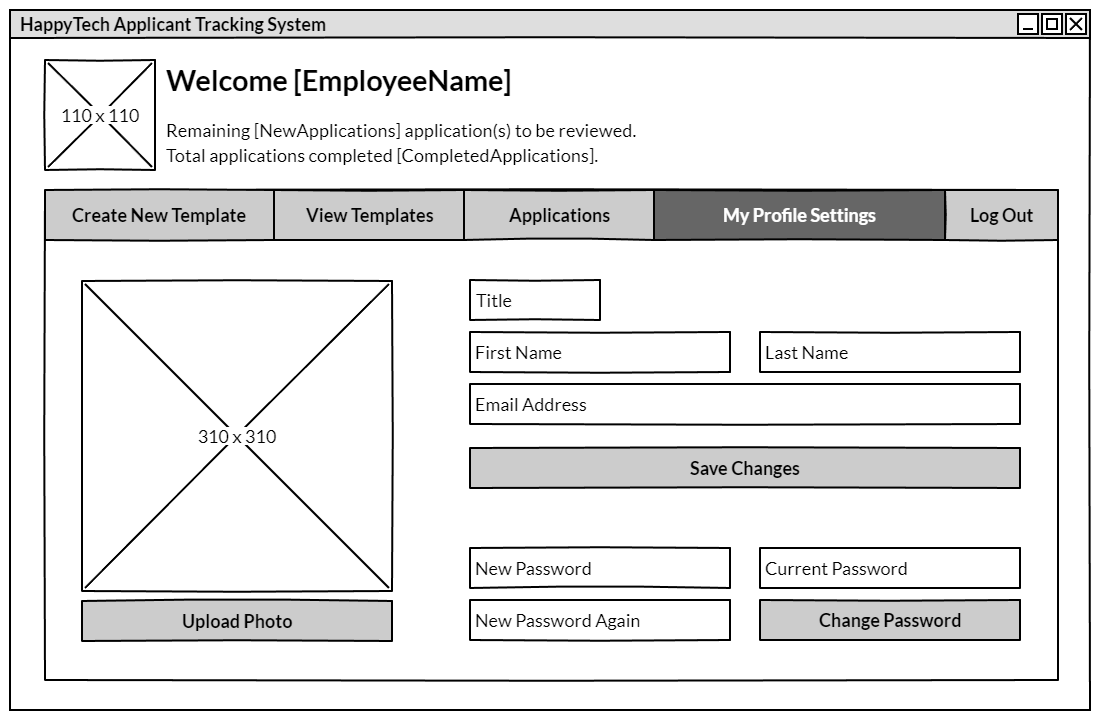 HappyTech Applicant Tracking System
110 x 110
Welcome [EmployeeName]
Remaining [NewApplications] application(s) to be reviewed.
Total applications completed [CompletedApplications].
Create New Template
View Templates
Applications
My Profile Settings
Log Out
310 x 310
Upload Photo
Title
First Name
Last Name
Email Address
Save Changes
New Password
Current Password
New Password Again
Change Password